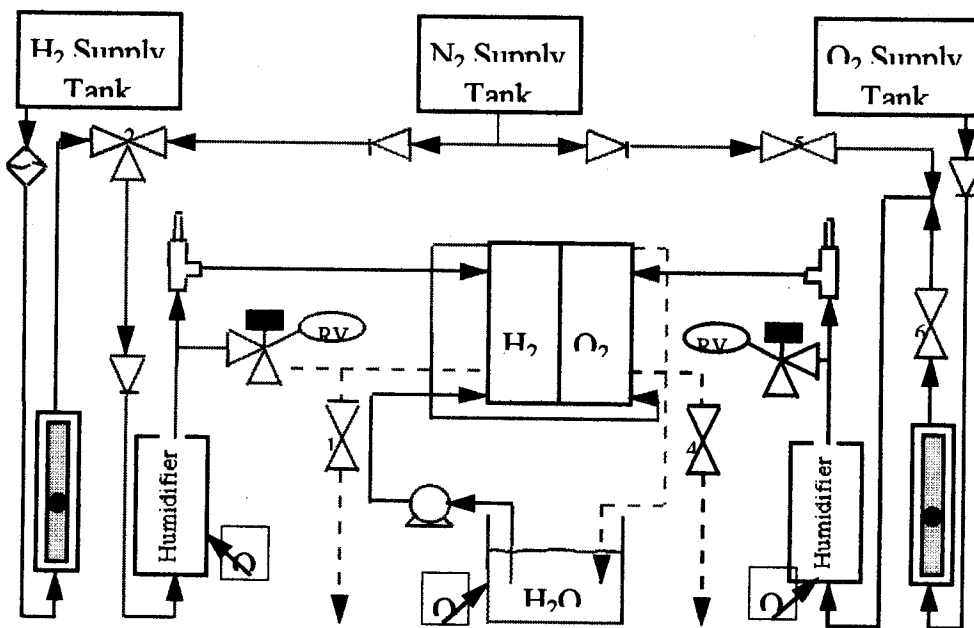 H₂ Supply
Tank
N₂ Supply
Tank
O₂ Supply
Tank
2
5
RV
H₂
O₂
RV
6
1
4
Humidifier
Humidifier
Q
Q
H₂O
Q